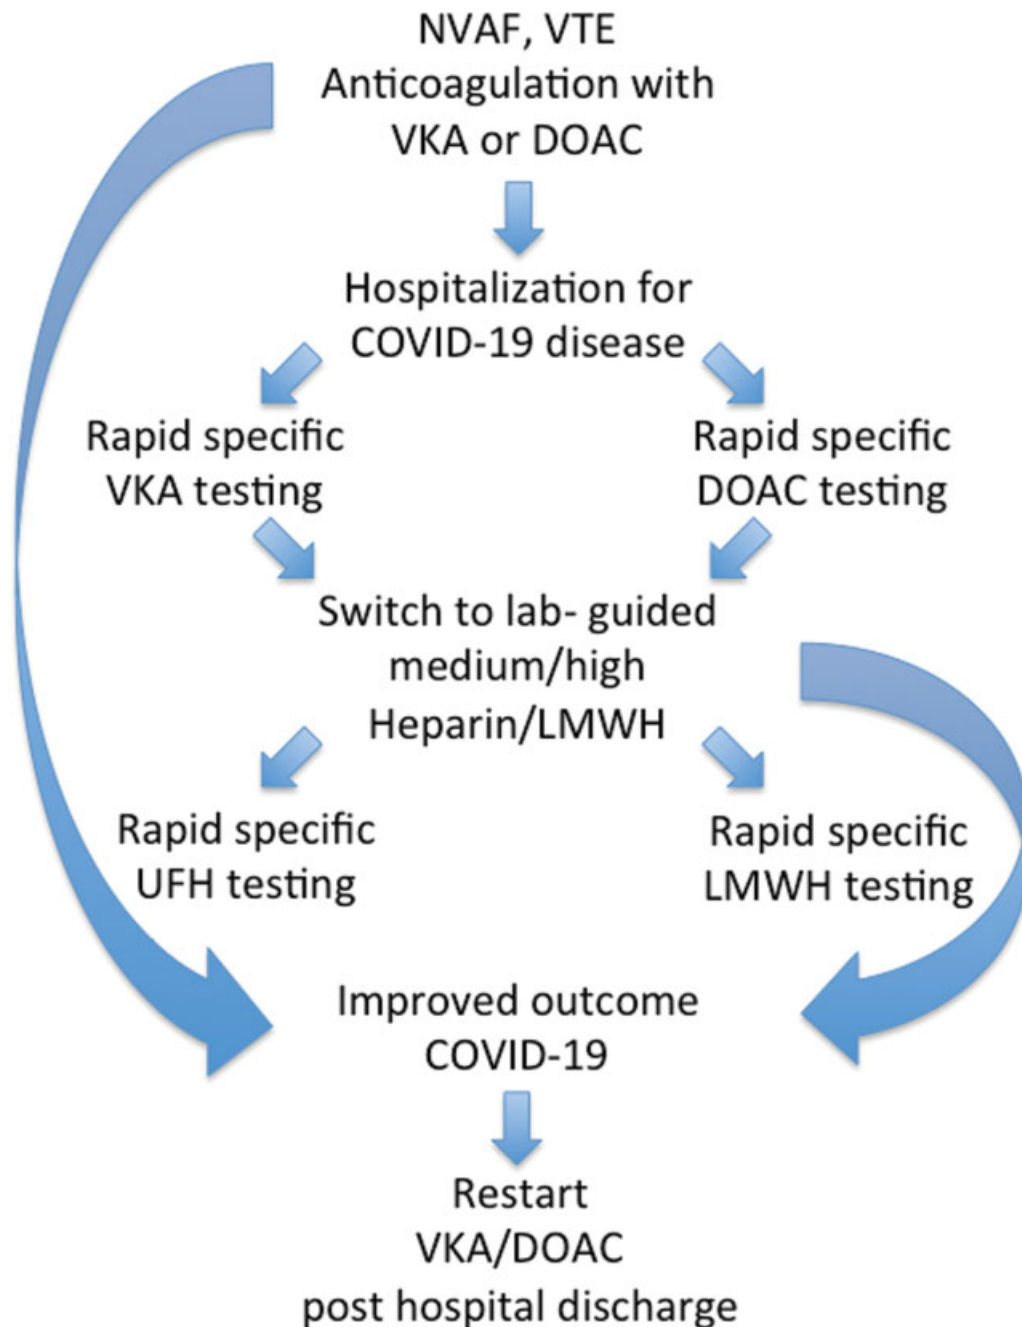 NVAF, VTE
Anticoagulation with
VKA or DOAC
Hospitalization for
COVID-19 disease
Rapid specific
VKA testing
Rapid specific
DOAC testing
Switch to lab- guided
medium/high
Heparin/LMWH
Rapid specific
UFH testing
Rapid specific
LMWH testing
Improved outcome
COVID-19
Restart
VKA/DOAC
post hospital discharge